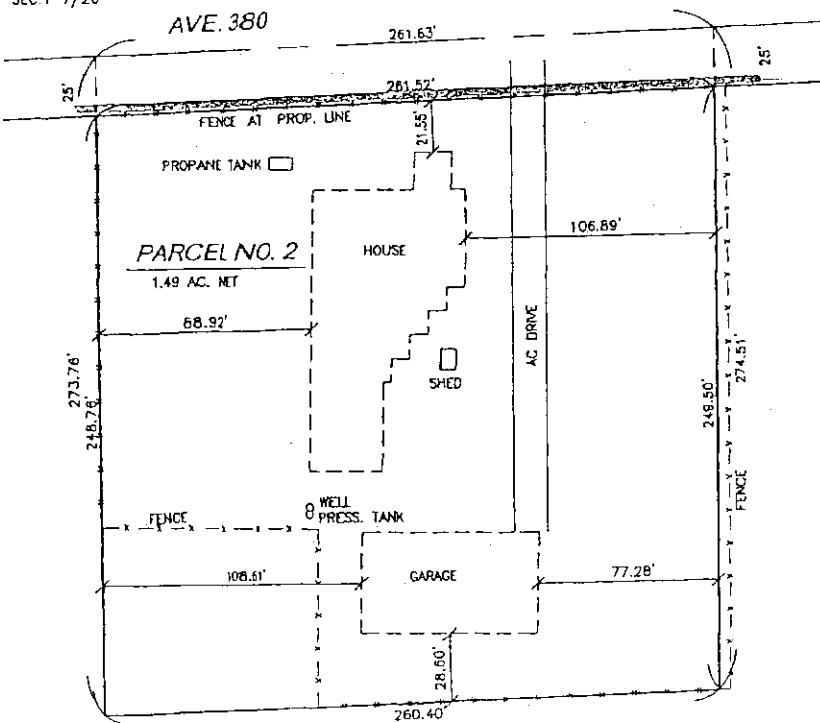 AVE. 380
261.63'
25'
25'
261.52'
FENCE AT PROP. LINE
21.55'
PROPANE TANK
PARCEL NO. 2
1.49 AC. NET
HOUSE
106.89'
88.92'
AC DRIVE
SHED
273.76'
248.76'
274.51'
249.50'
FENCE
WELL
PRESS. TANK
FENCE
108.61'
GARAGE
77.28'
28.60'
260.40'